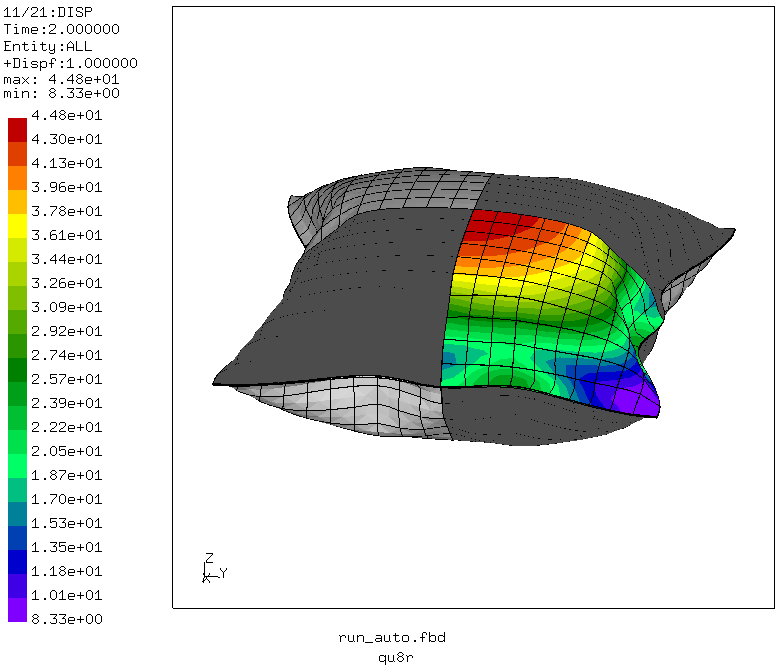 11/21:DISP
Time:2.000000
Entity:ALL
+Dispf:1.000000
max: 4.48e+01
min: 8.33e+00
4.48e+01
4.30e+01
4.13e+01
3.96e+01
3.78e+01
3.61e+01
3.44e+01
3.26e+01
3.09e+01
2.92e+01
2.74e+01
2.57e+01
2.39e+01
2.22e+01
2.05e+01
1.87e+01
1.70e+01
1.53e+01
1.35e+01
1.18e+01
1.01e+01
8.33e+00
Z
X Y
run_auto.fbd
qu8r